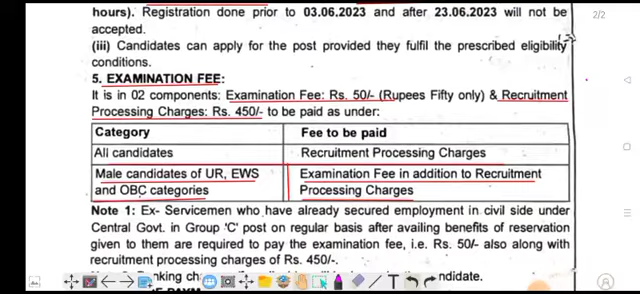 hours). Registration done prior to 03.06.2023 and after 23.06.2023 will not be
accepted.
(iii) Candidates can apply for the post provided they fulfil the prescribed eligibility
conditions.
5. EXAMINATION FEE:
It is in 02 components: Examination Fee: Rs. 50/- (Rupees Fifty only) & Recruitment
Processing Charges: Rs. 450/- to be paid as under:
Category Fee to be paid
All candidates Recruitment Processing Charges
Male candidates of UR, EWS Examination Fee in addition to Recruitment
and OBC categories Processing Charges
Note 1: Ex- Servicemen who have already secured employment in civil side under
Central Govt. in Group 'C' post on regular basis after availing benefits of reservation
given to them are required to pay the examination fee, i.e. Rs. 50/- also along with
recruitment processing charges of Rs. 450/-.
2/2